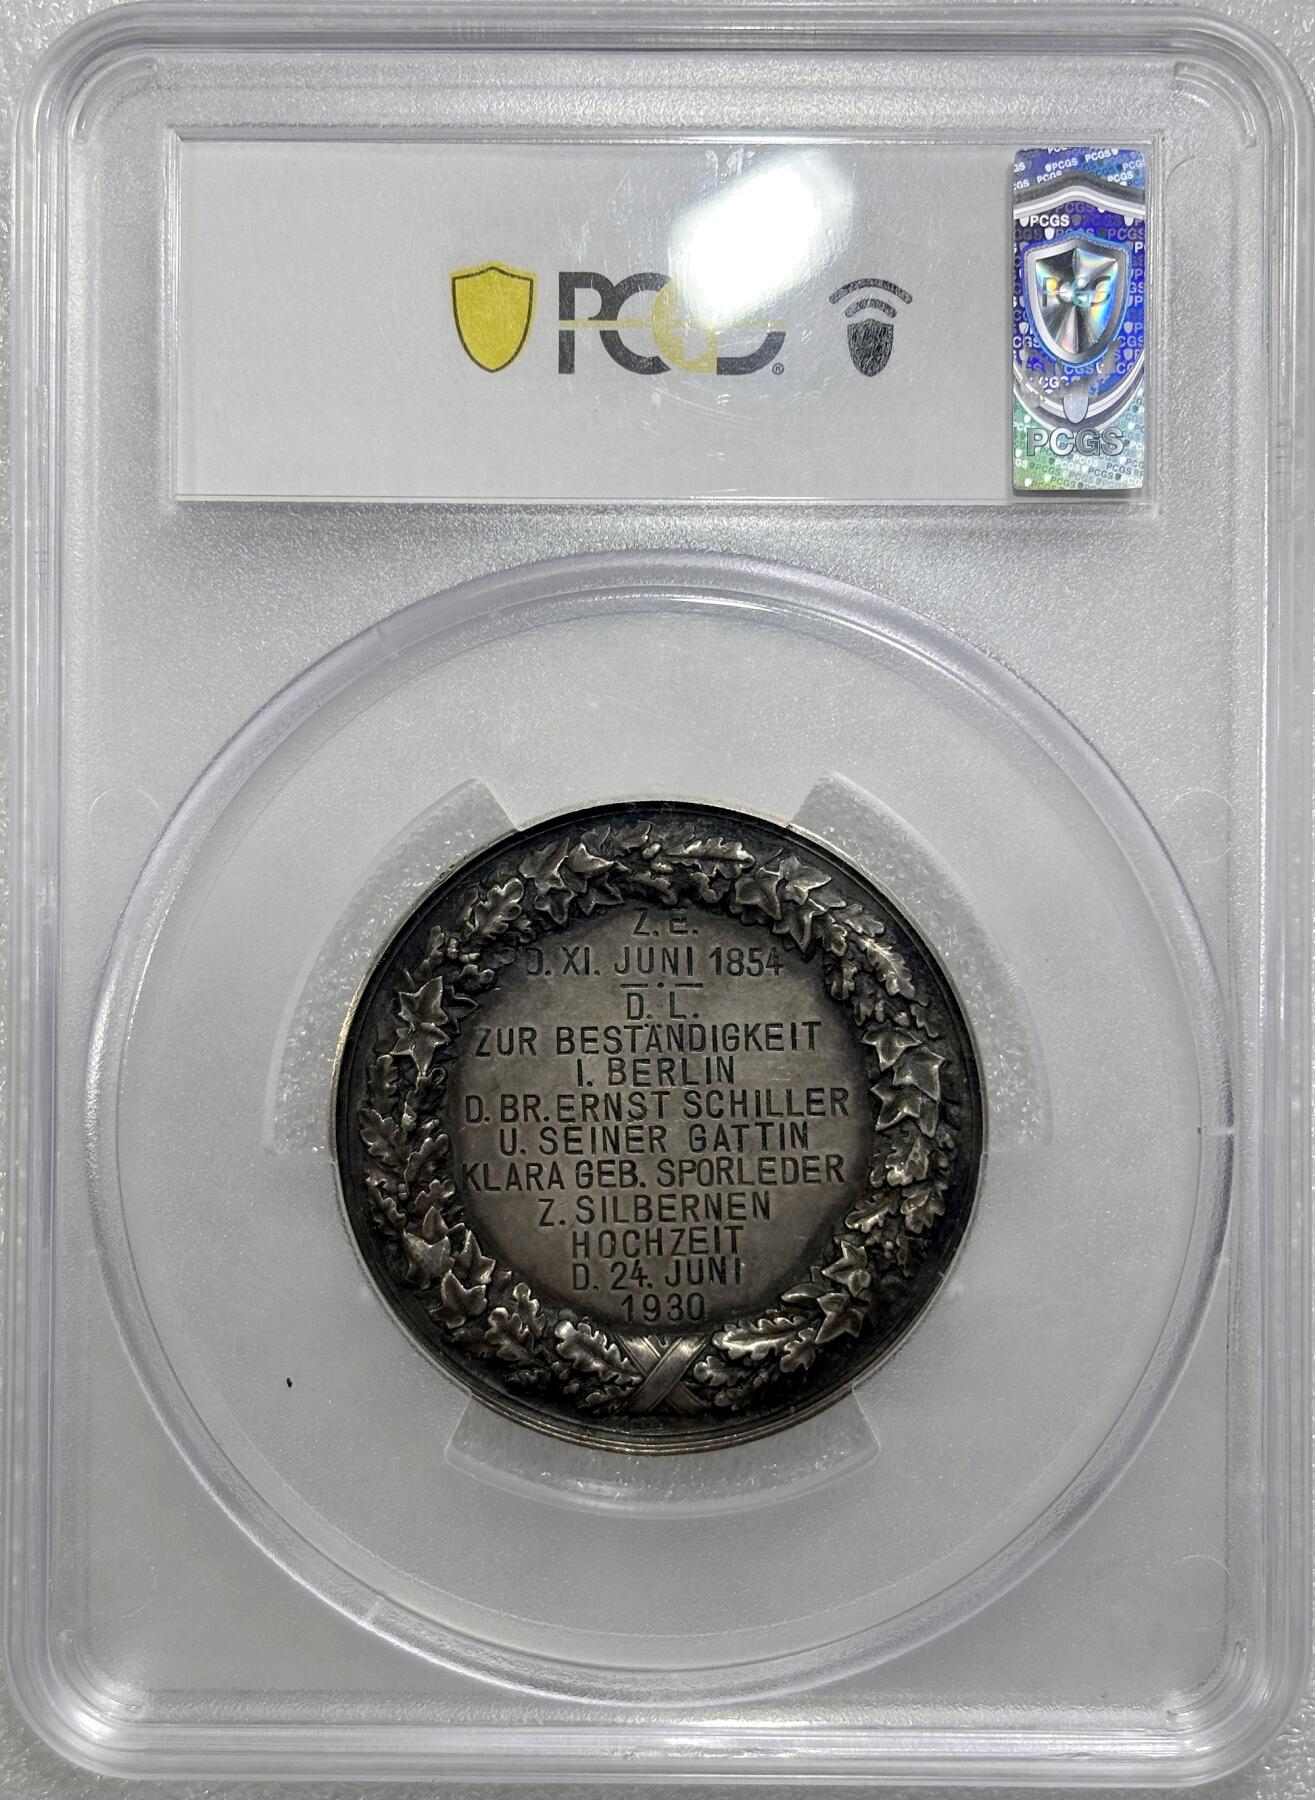 PCGS
PCGS
PCGS
Z. E.
D. XI. JUNI 1854
D. L.
ZUR BESTÄNDIGKEIT
I. BERLIN
D. BR. ERNST SCHILLER
U. SEINER GATTIN
KLARA GEB. SPORLEDER
Z. SILBERNEN
HOCHZEIT
D. 24. JUNI
1930